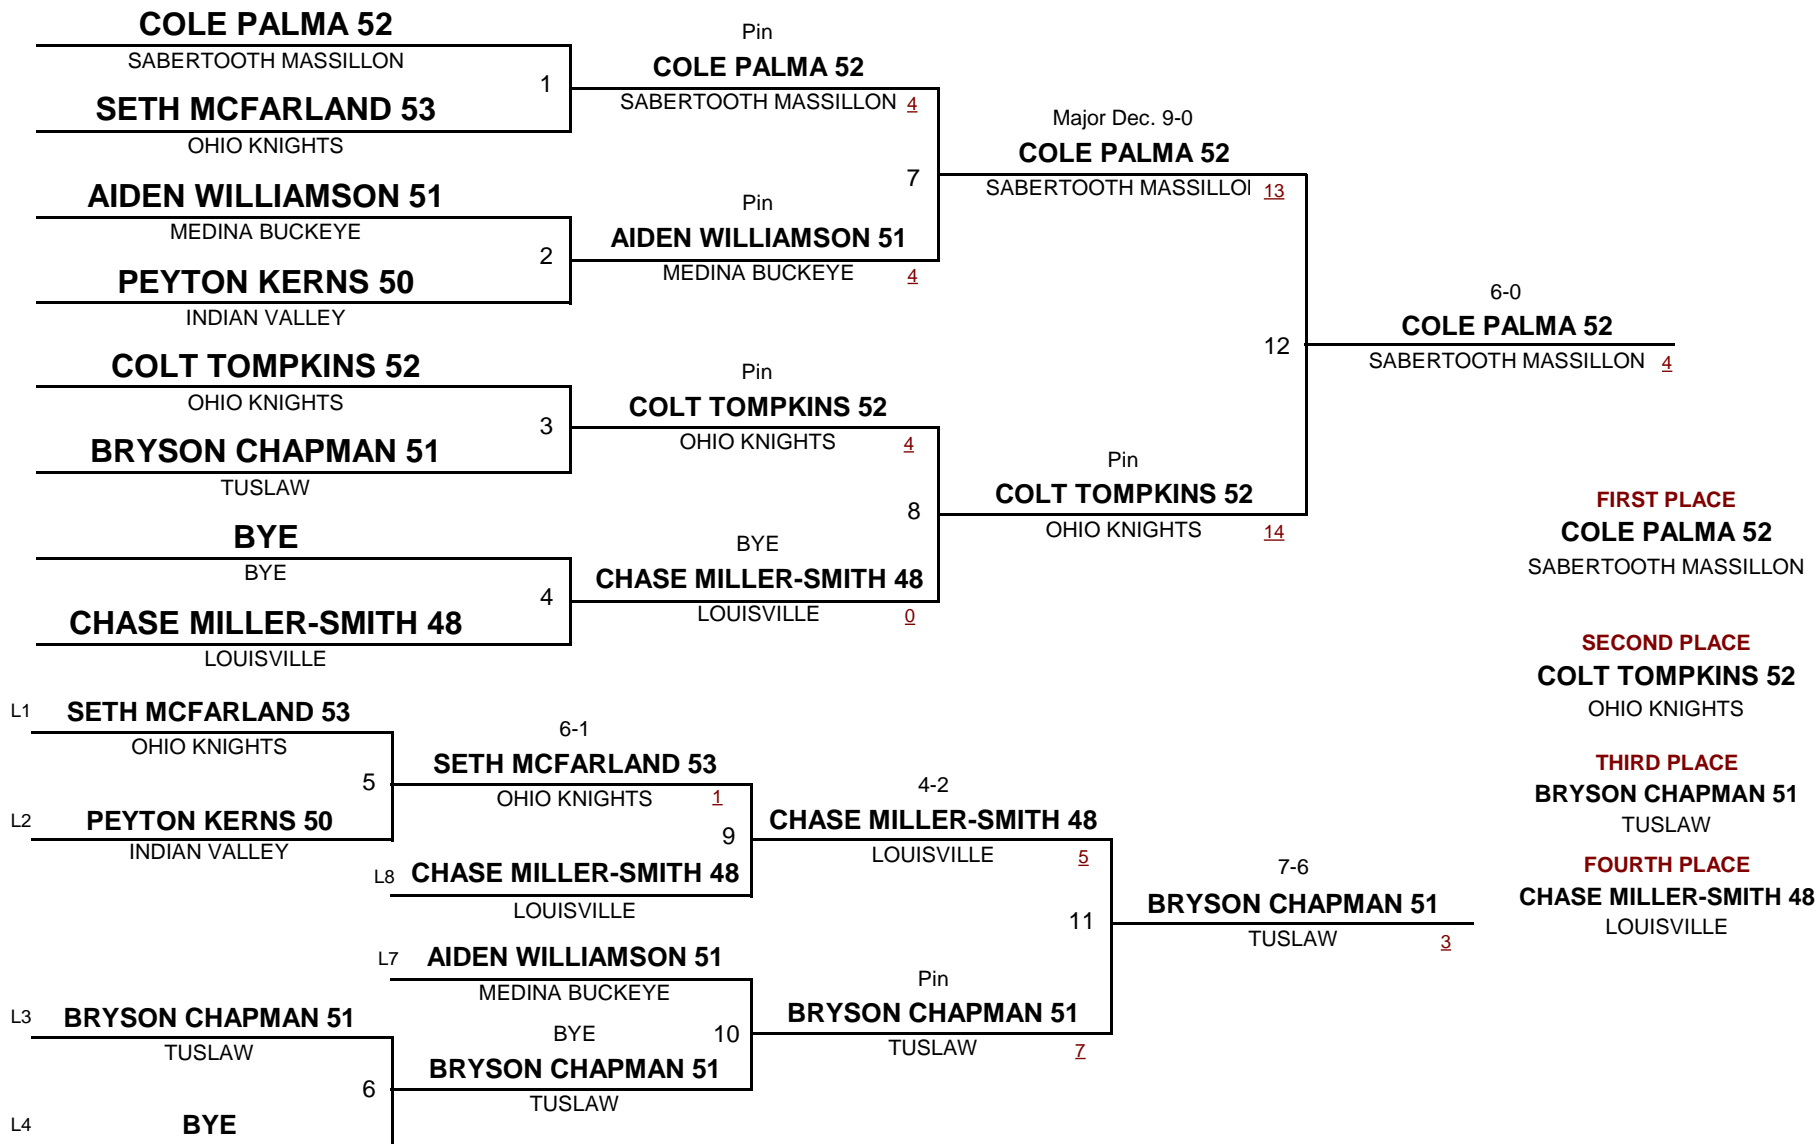 COLE PALMA 52
SABERTOOTH MASSILLON
1
SETH MCFARLAND 53
OHIO KNIGHTS
AIDEN WILLIAMSON 51
MEDINA BUCKEYE
2
PEYTON KERNS 50
INDIAN VALLEY
COLT TOMPKINS 52
OHIO KNIGHTS
3
BRYSON CHAPMAN 51
TUSLAW
BYE
BYE
4
CHASE MILLER-SMITH 48
LOUISVILLE
Pin
COLE PALMA 52
SABERTOOTH MASSILLON 4
7
Pin
AIDEN WILLIAMSON 51
MEDINA BUCKEYE 4
Pin
COLT TOMPKINS 52
OHIO KNIGHTS 4
8
BYE
CHASE MILLER-SMITH 48
LOUISVILLE 0
Major Dec. 9-0
COLE PALMA 52
SABERTOOTH MASSILLO 13
12
Pin
COLT TOMPKINS 52
OHIO KNIGHTS 14
6-0
COLE PALMA 52
SABERTOOTH MASSILLON 4
FIRST PLACE
COLE PALMA 52
SABERTOOTH MASSILLON
SECOND PLACE
COLT TOMPKINS 52
OHIO KNIGHTS
THIRD PLACE
BRYSON CHAPMAN 51
TUSLAW
FOURTH PLACE
CHASE MILLER-SMITH 48
LOUISVILLE
L1 SETH MCFARLAND 53
OHIO KNIGHTS
5
L2 PEYTON KERNS 50
INDIAN VALLEY
6-1
SETH MCFARLAND 53
OHIO KNIGHTS 1
9
L8 CHASE MILLER-SMITH 48
LOUISVILLE
4-2
CHASE MILLER-SMITH 48
LOUISVILLE 5
11
7-6
BRYSON CHAPMAN 51
TUSLAW 3
L7 AIDEN WILLIAMSON 51
MEDINA BUCKEYE
10
Pin
BRYSON CHAPMAN 51
TUSLAW 7
L3 BRYSON CHAPMAN 51
TUSLAW
6
BYE
BRYSON CHAPMAN 51
TUSLAW
L4 BYE